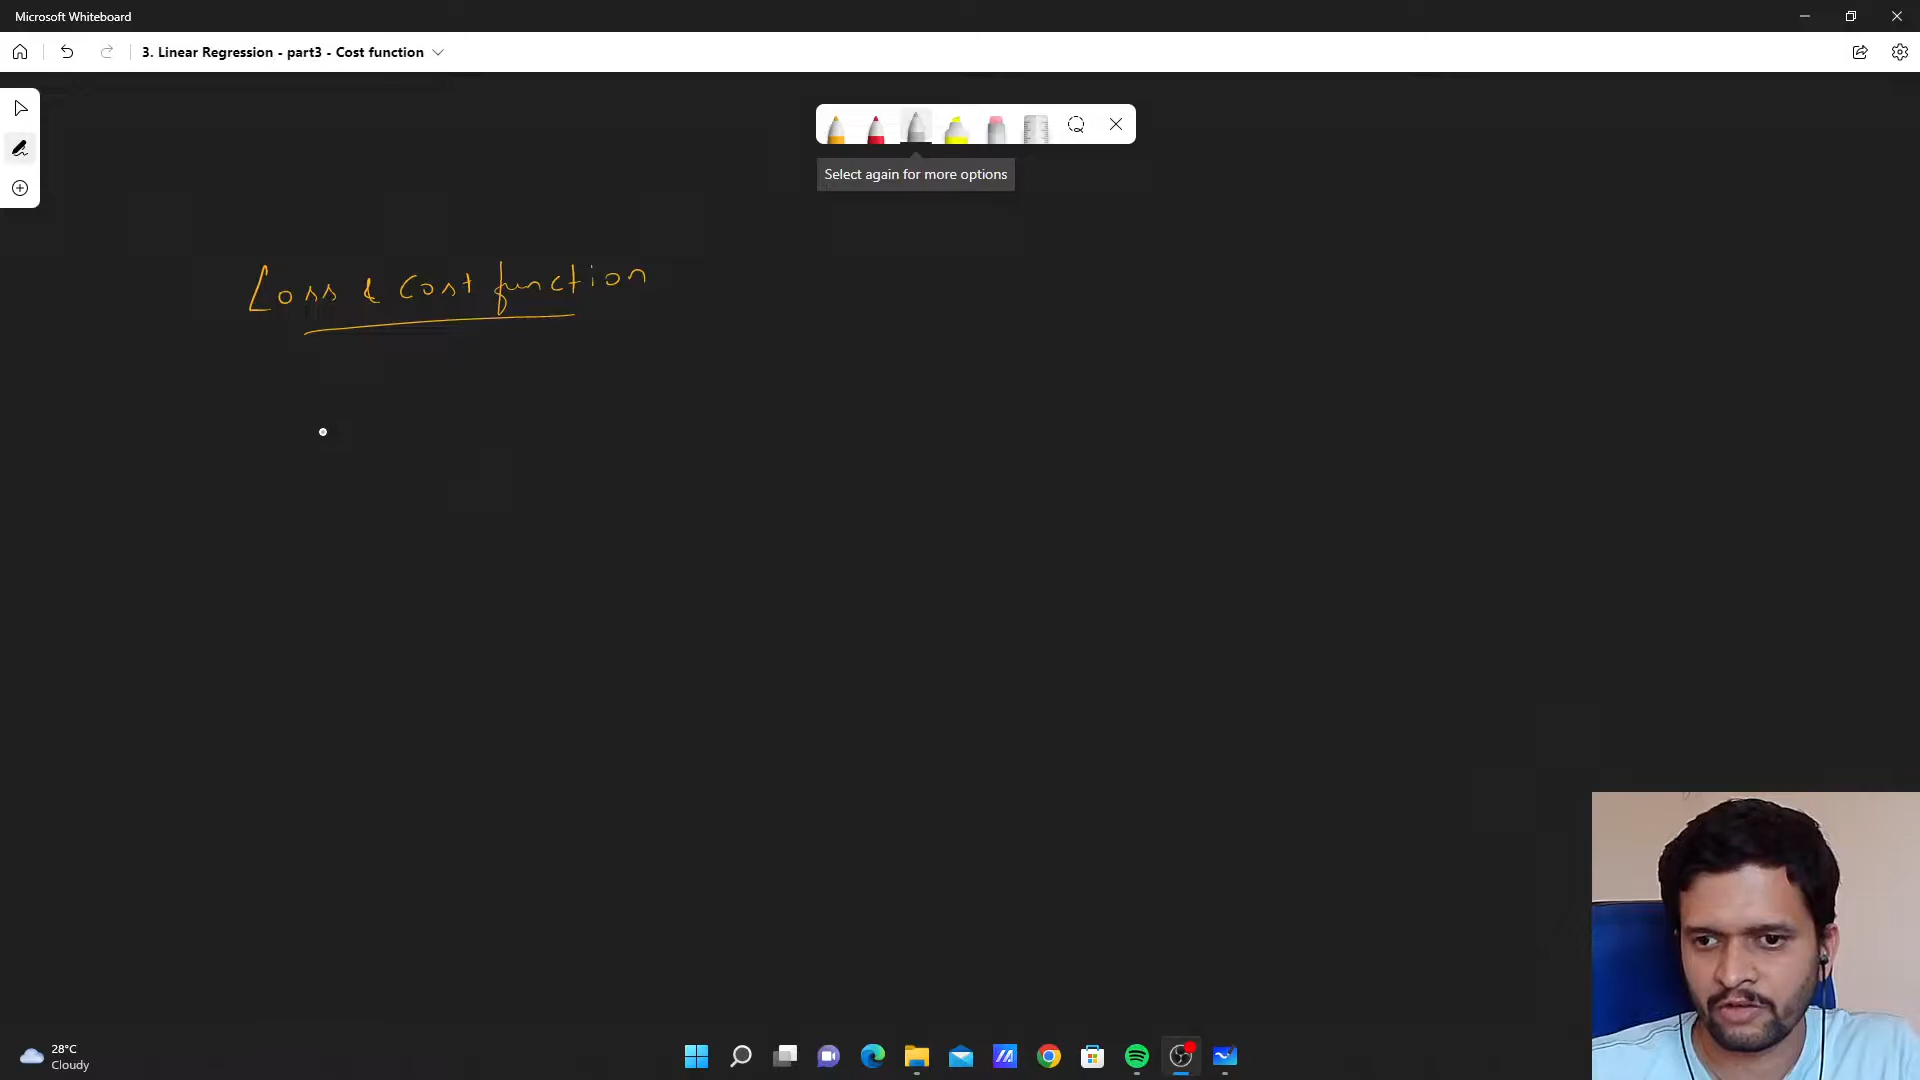 Microsoft Whiteboard
3. Linear Regression - part3 - Cost function
Select again for more options
Loss & Cost function
28°C
Cloudy